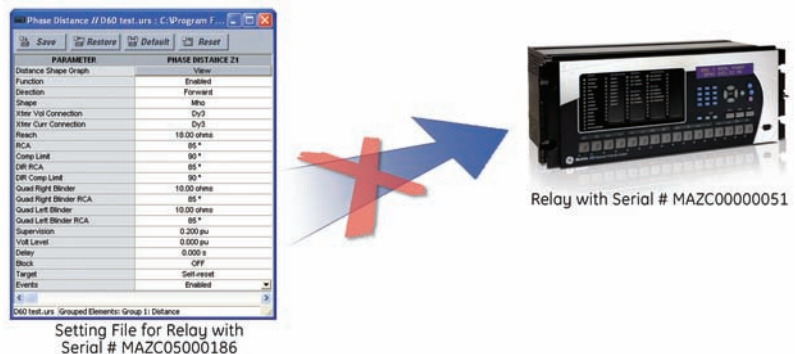 Phase Distance // D60 test.urs : C:\Program F...
Save Restore Default Reset
PARAMETER PHASE DISTANCE Z1
Distance Shape Graph View
Function Enabled
Direction Forward
Shape Mho
Xfmr Vol Connection Dy3
Xfmr Curr Connection Dy3
Reach 18.00 ohms
RCA 85 °
Comp Limit 90 °
DIR RCA 85 °
DIR Comp Limit 90 °
Quad Right Blinder 10.00 ohms
Quad Right Blinder RCA 85 °
Quad Left Blinder 10.00 ohms
Quad Left Blinder RCA 85 °
Supervision 0.200 pu
Volt Level 0.000 pu
Delay 0.000 s
Block OFF
Target Self-reset
Events Enabled
D60 test.urs Grouped Elements: Group 1: Distance
Setting File for Relay with
Serial # MAZC05000186
Relay with Serial # MAZC00000051